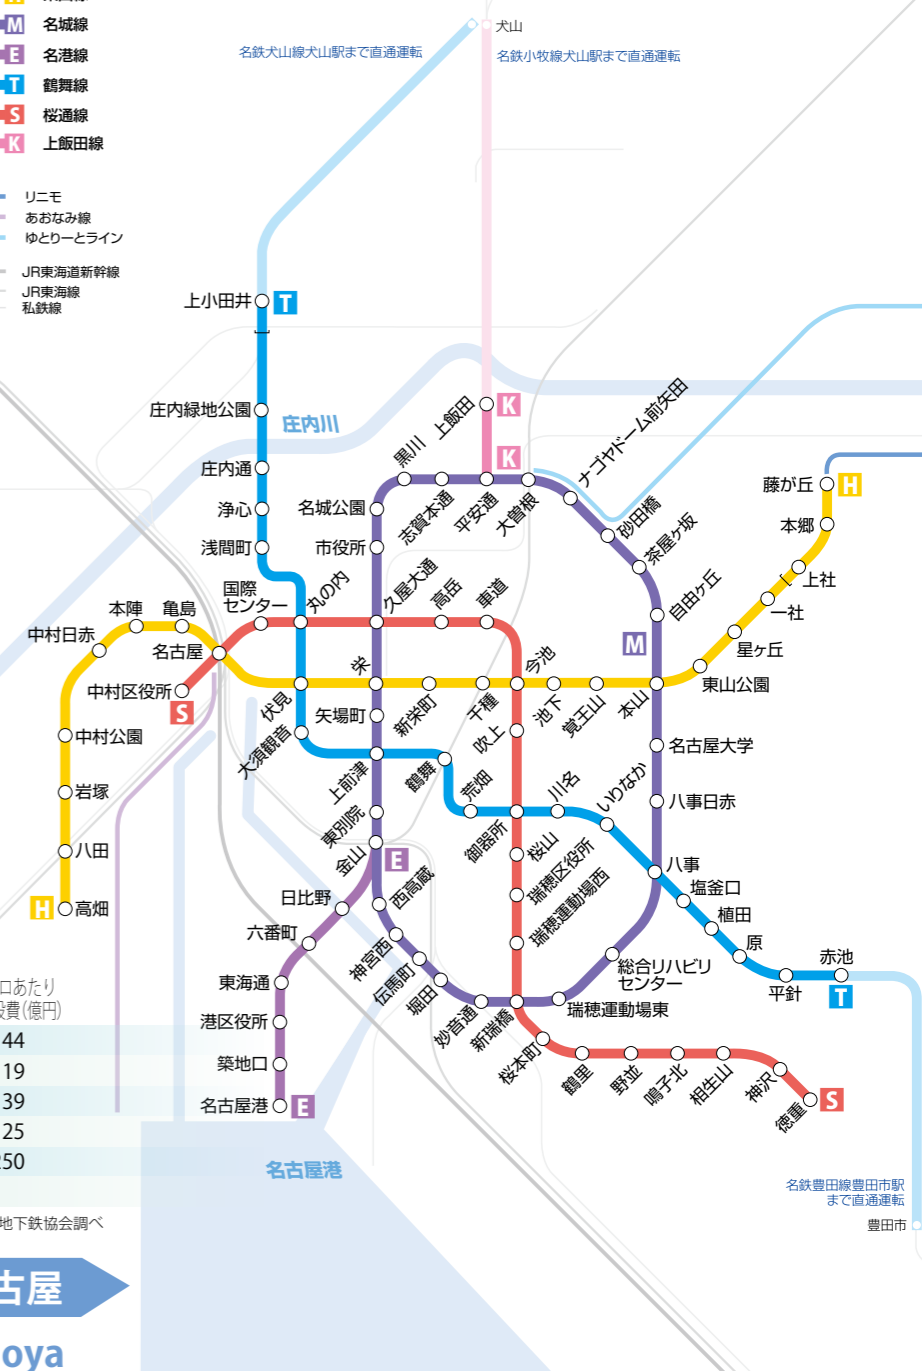 M 名城線
E 名港線
T 鶴舞線
S 桜通線
K 上飯田線
リニモ
あおなみ線
ゆとりーとライン
JR東海道新幹線
JR東海線
私鉄線
犬山
名鉄犬山線犬山駅まで直通運転
名鉄小牧線犬山駅まで直通運転
上小田井 T
庄内緑地公園
庄内川
庄内通
浄心
浅間町
上飯田 K
K
黒川
志賀本通
平安通
大曽根
ナゴヤドーム前矢田
砂田橋
茶屋ヶ坂
自由ヶ丘
M
名城公園
市役所
藤が丘 H
本郷
上社
一社
星ヶ丘
東山公園
国際
センター
丸の内
久屋大通
高岳
車道
本陣
亀島
中村日赤
名古屋
中村区役所
S
中村公園
岩塚
八田
H 高畑
伏見
栄
新栄町
千種
今池
池下
覚王山
本山
矢場町
吹上
大須観音
上前津
鶴舞
荒畑
御器所
川名
いりなか
名古屋大学
八事日赤
八事
東別院
金山
E
桜山
瑞穂区役所
瑞穂運動場西
塩釜口
植田
原
平針
赤池
T
日比野
六番町
東海通
港区役所
築地口
名古屋港 E
西高蔵
神宮西
伝馬町
堀田
妙音通
新瑞橋
瑞穂運動場東
総合リハビリ
センター
桜本町
鶴里
野並
鳴子北
相生山
神沢
徳重 S
名古屋港
名鉄豊田線豊田市駅
まで直通運転
豊田市
口あたり
設費(億円)
44
19
39
25
250
地下鉄協会調べ
古屋
oya